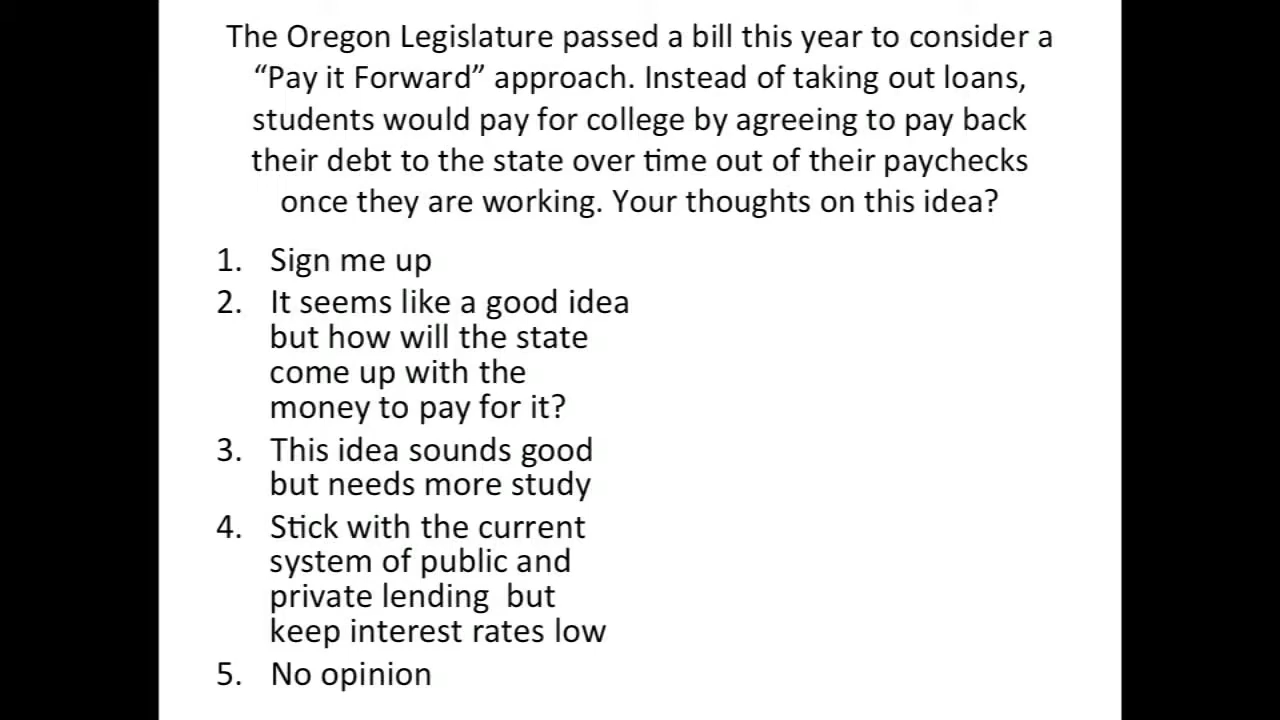 The Oregon Legislature passed a bill this year to consider a
“Pay it Forward” approach. Instead of taking out loans,
students would pay for college by agreeing to pay back
their debt to the state over time out of their paychecks
once they are working. Your thoughts on this idea?
1. Sign me up
2. It seems like a good idea
but how will the state
come up with the
money to pay for it?
3. This idea sounds good
but needs more study
4. Stick with the current
system of public and
private lending  but
keep interest rates low
5. No opinion